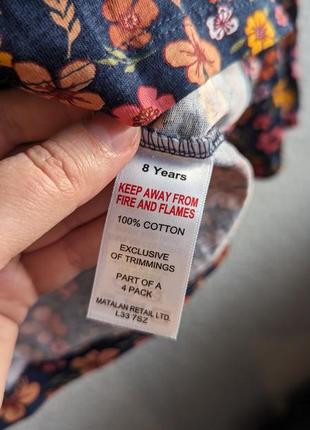 8 Years
KEEP AWAY FROM
FIRE AND FLAMES
100% COTTON
EXCLUSIVE
OF TRIMMINGS
PART OF A
4 PACK
MATALAN RETAIL LTD.
L33 7SZ